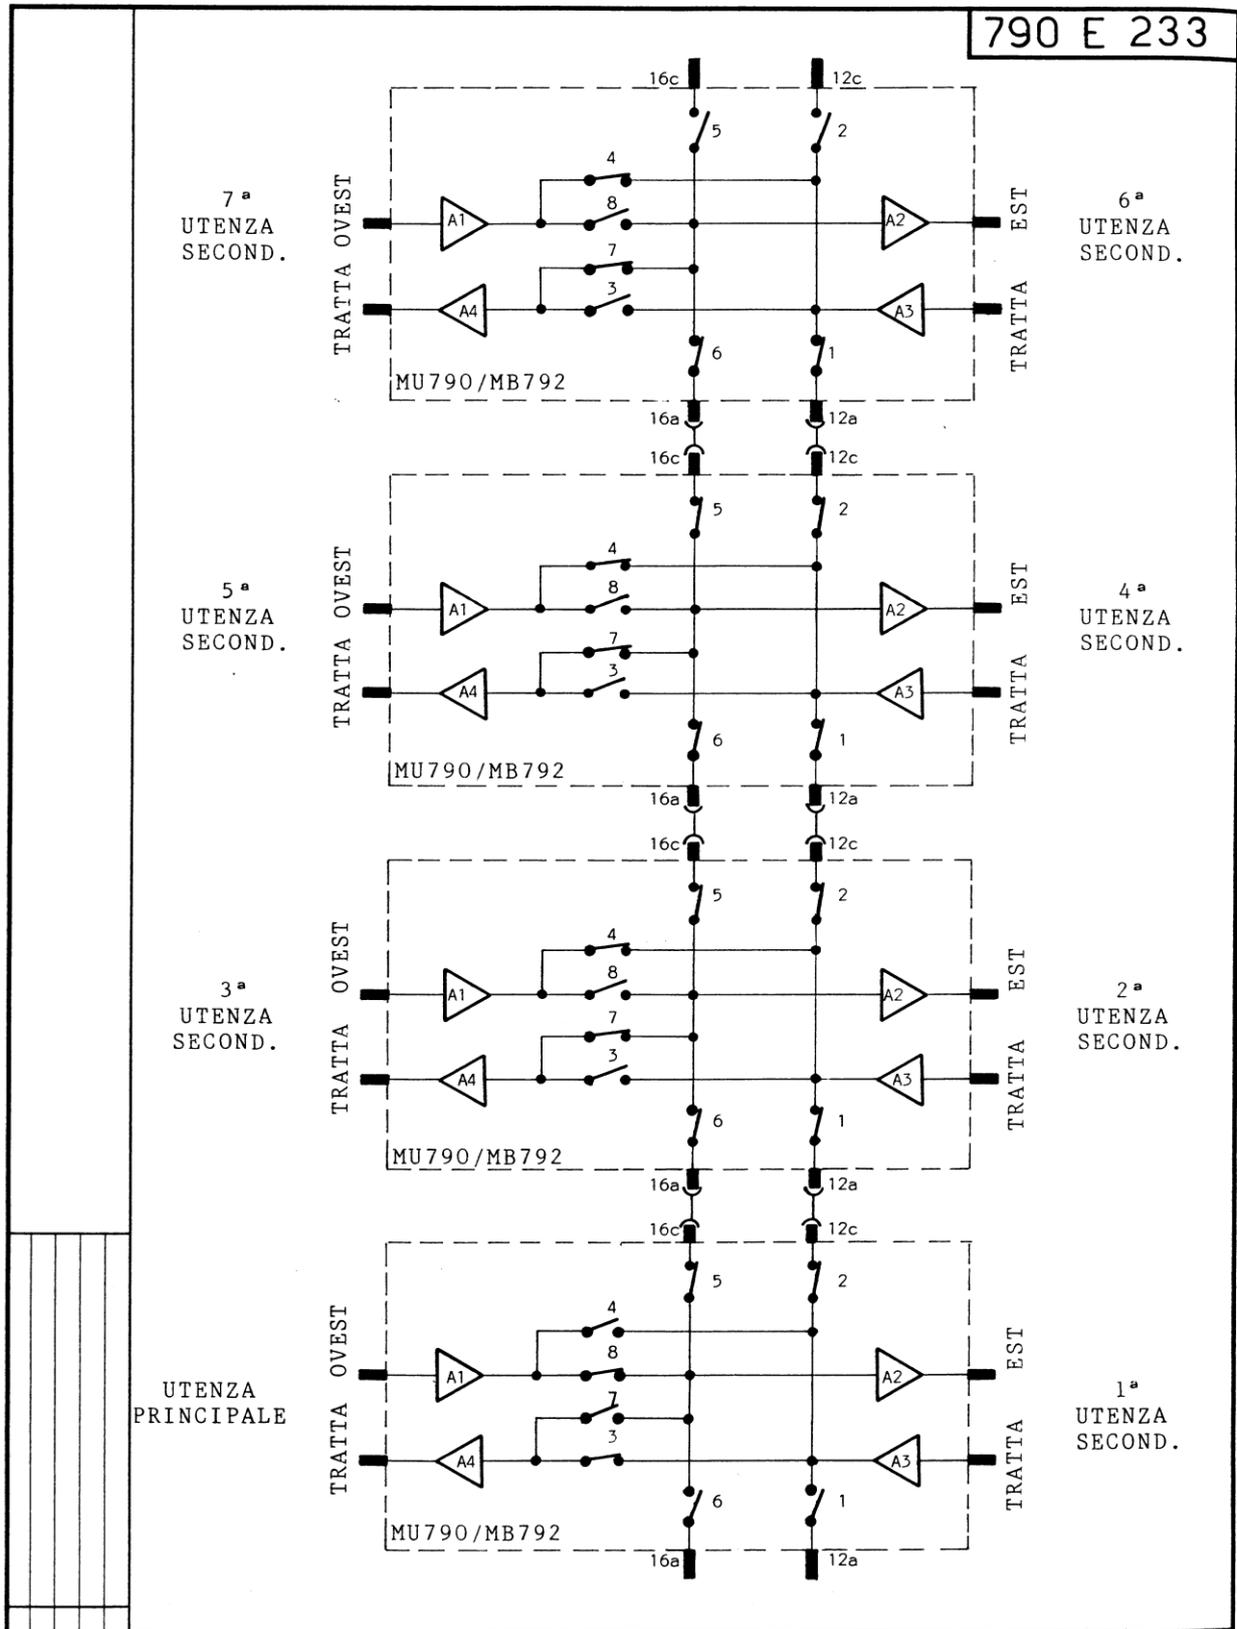 790 E 233
16c 12c
5 2
4
7ª
UTENZA
SECOND.
TRATTA OVEST
A1
8
A2
7
A4
3
A3
6 1
MU790/MB792
TRATTA EST
6ª
UTENZA
SECOND.
16a 12a
16c 12c
5 2
4
5ª
UTENZA
SECOND.
TRATTA OVEST
A1
8
A2
7
A4
3
A3
6 1
MU790/MB792
TRATTA EST
4ª
UTENZA
SECOND.
16a 12a
16c 12c
5 2
4
3ª
UTENZA
SECOND.
TRATTA OVEST
A1
8
A2
7
A4
3
A3
6 1
MU790/MB792
TRATTA EST
2ª
UTENZA
SECOND.
16a 12a
16c 12c
5 2
4
UTENZA
PRINCIPALE
TRATTA OVEST
A1
8
A2
7
A4
3
A3
6 1
MU790/MB792
TRATTA EST
1ª
UTENZA
SECOND.
16a 12a